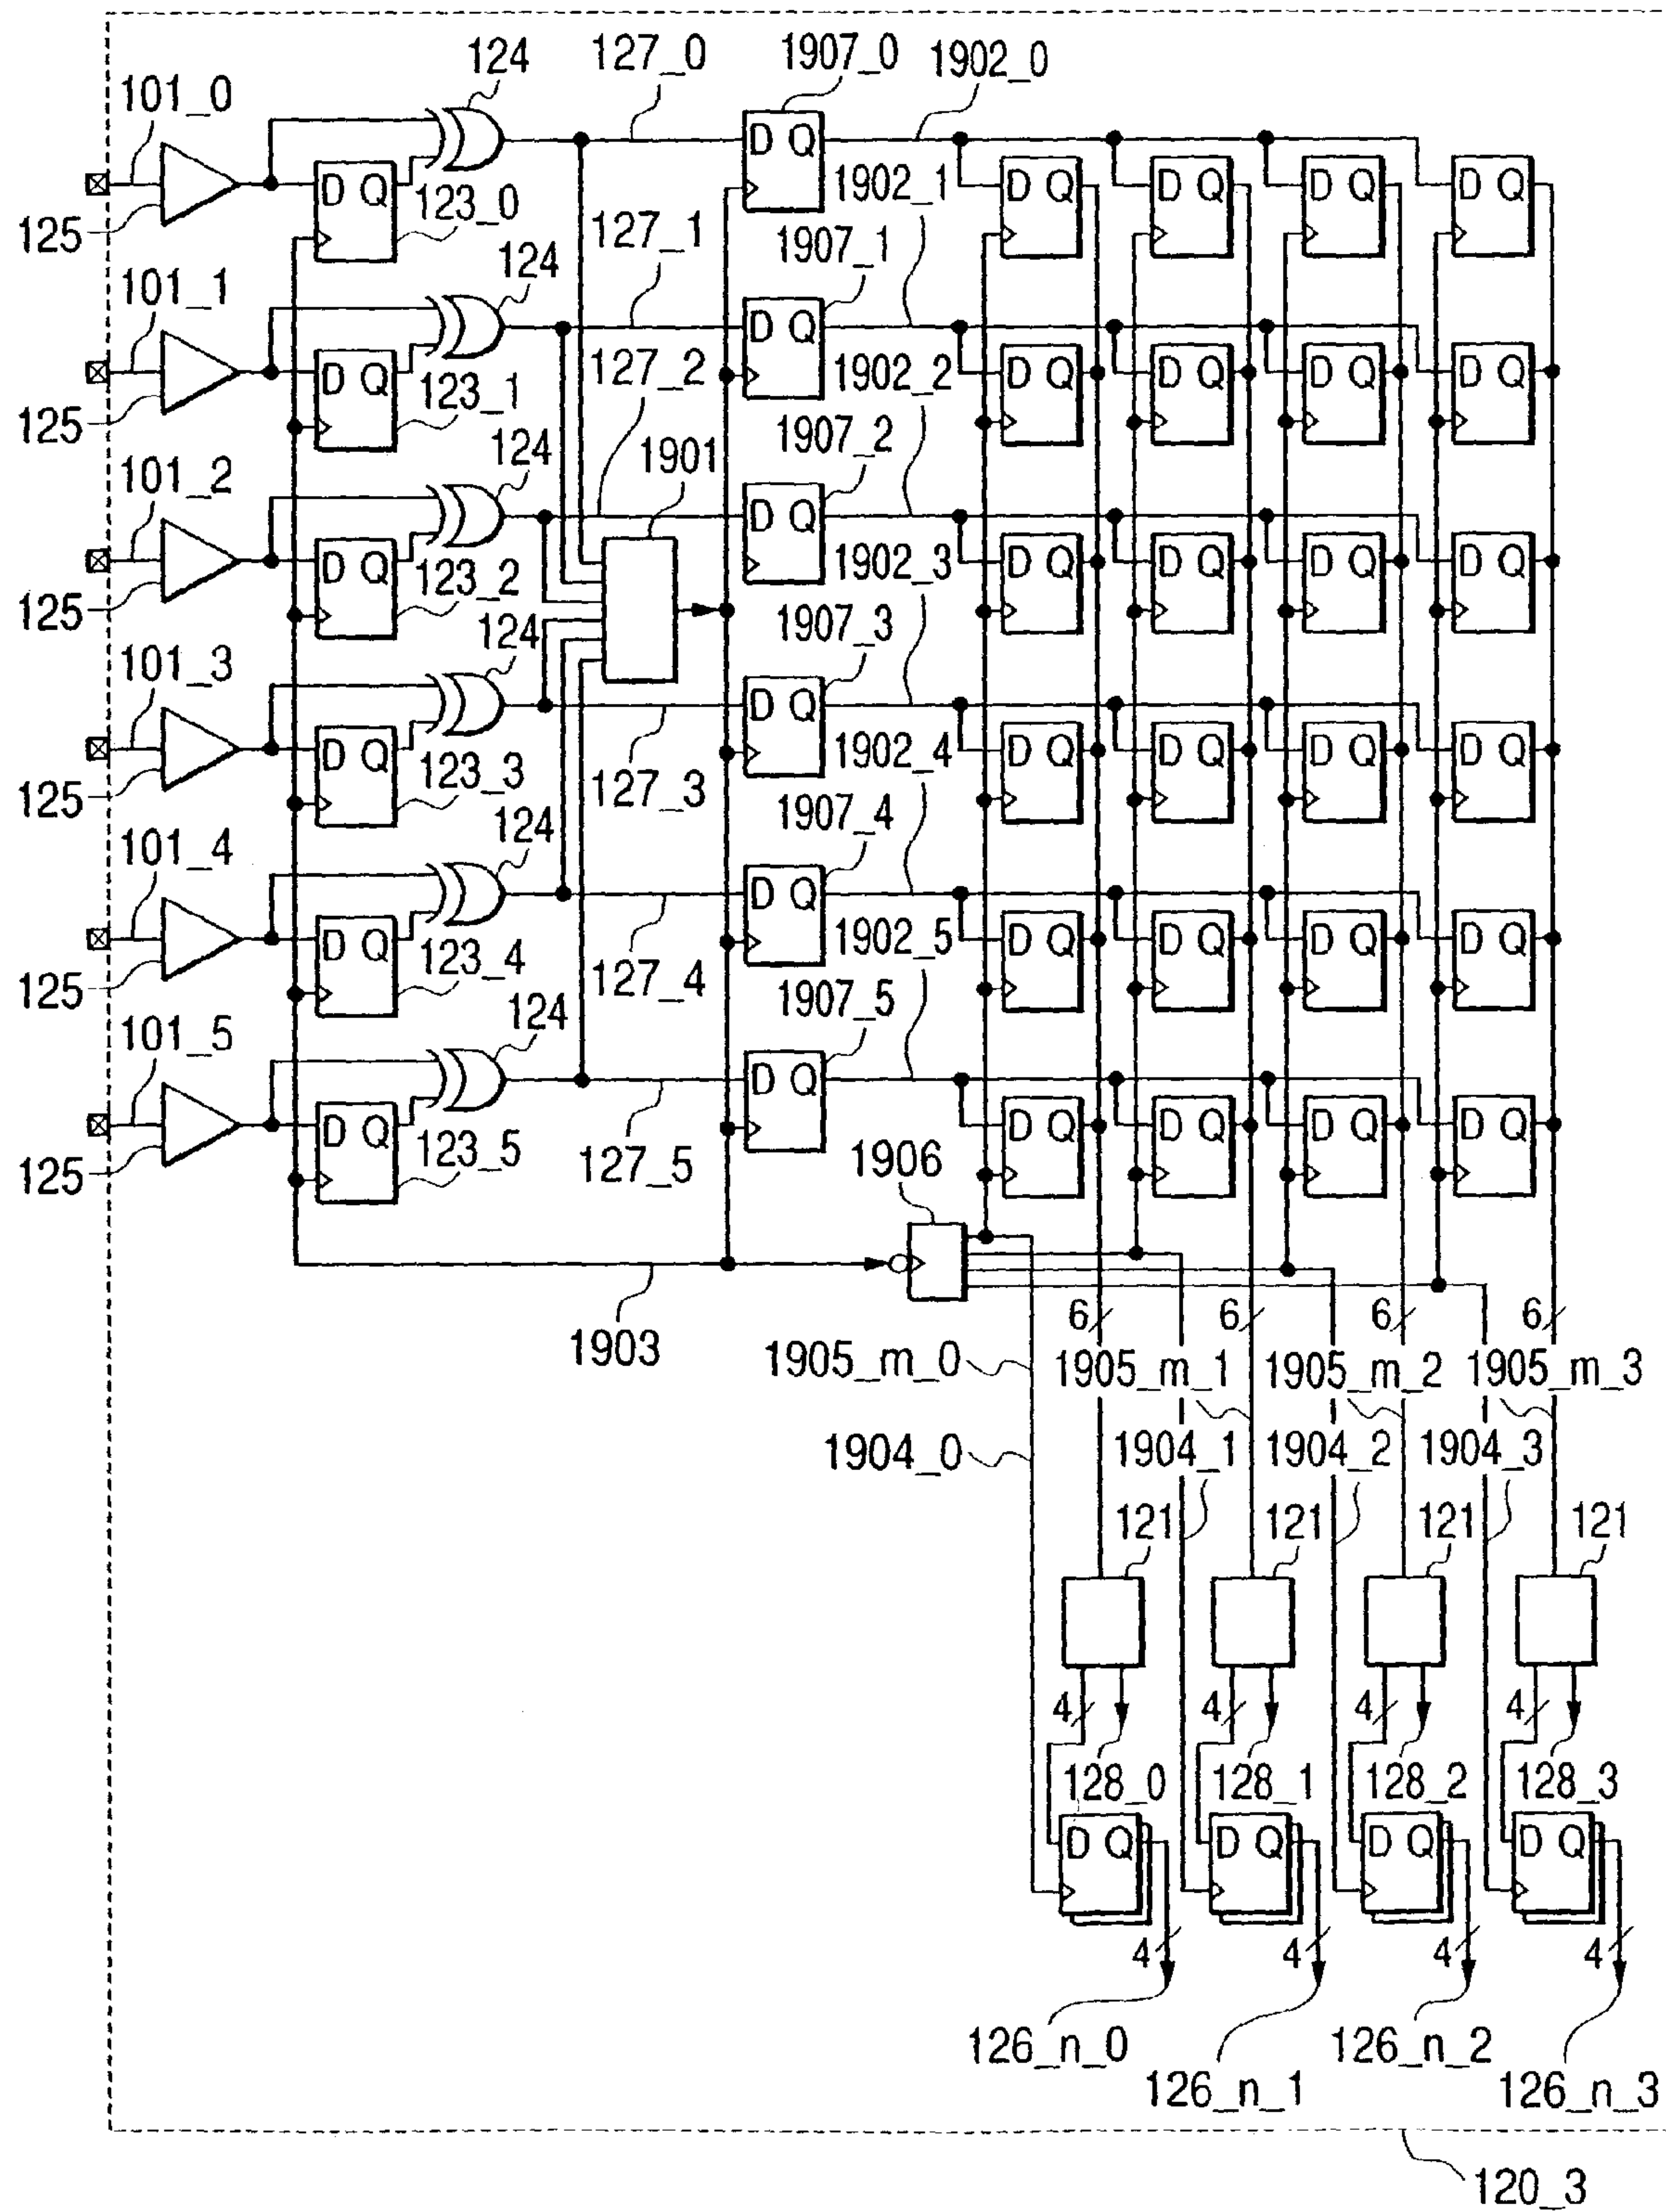 124 127_0 1907_0 1902_0
101_0
D Q
125
D Q
123_0
127_1
1902_1
D Q D Q D Q D Q
1907_1
124
101_1
D Q
125
D Q
123_1
127_2
1902_2
D Q D Q D Q D Q
1907_2
124
1901
101_2
D Q
125
D Q
123_2
1902_3
D Q D Q D Q D Q
1907_3
124
101_3
D Q
125
D Q
123_3
127_3
1902_4
D Q D Q D Q D Q
1907_4
124
101_4
D Q
125
D Q
123_4
127_4
1902_5
D Q D Q D Q D Q
1907_5
124
101_5
D Q
125
D Q
123_5
127_5
D Q D Q D Q D Q
1906
1903
6 6 6 6
1905_m_0 1905_m_1 1905_m_2 1905_m_3
1904_0 1904_1 1904_2 1904_3
121 121 121 121
4 4 4 4
128_0 128_1 128_2 128_3
D Q D Q D Q D Q
4 4 4 4
126_n_0 126_n_1 126_n_2 126_n_3
120_3